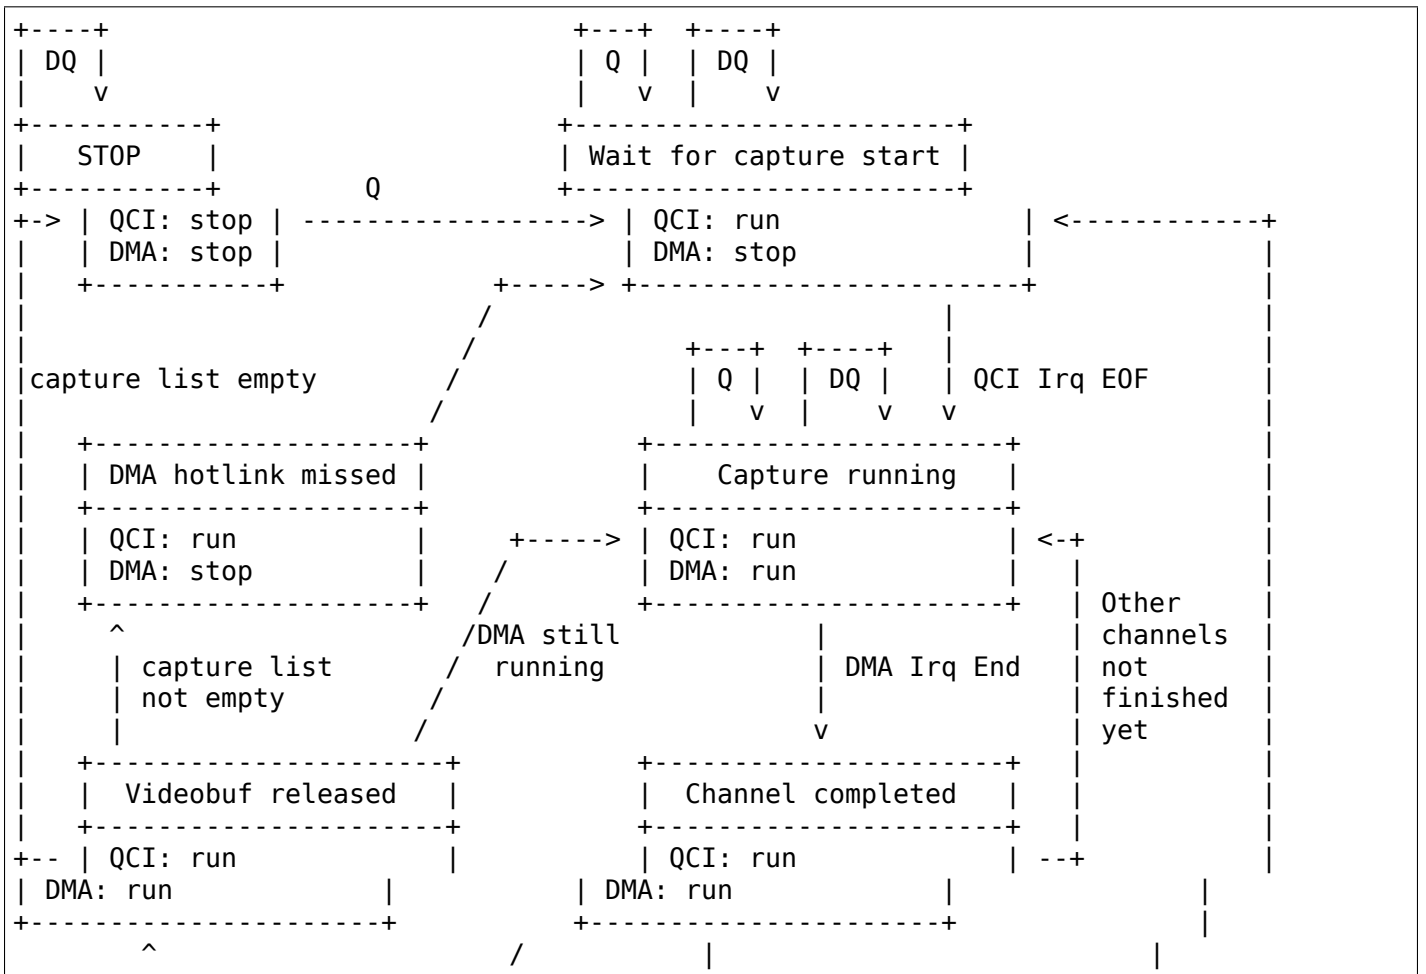 +----+                             +---+  +----+
| DQ |                             | Q |  | DQ |
|    v                             |   v  |    v
+-----------+                     +------------------------+
|   STOP    |                     | Wait for capture start |
+-----------+         Q           +------------------------+
+-> | QCI: stop | ------------------> | QCI: run               | <------------+
|   | DMA: stop |                     | DMA: stop              |              |
|   +-----------+             +-----> +------------------------+              |
|                            /                            |                   |
|                           /             +---+  +----+   |                   |
|capture list empty        /              | Q |  | DQ |   | QCI Irq EOF       |
|                         /               |   v  |    v   v                   |
|   +--------------------+             +----------------------+               |
|   | DMA hotlink missed |             |    Capture running   |               |
|   +--------------------+             +----------------------+               |
|   | QCI: run           |     +-----> | QCI: run             | <-+           |
|   | DMA: stop          |    /        | DMA: run             |   |           |
|   +--------------------+   /         +----------------------+   | Other     |
|     ^                     /DMA still            |               | channels  |
|     | capture list       /  running             | DMA Irq End   | not       |
|     | not empty         /                       |               | finished  |
|     |                  /                        v               | yet       |
|   +----------------------+           +----------------------+   |           |
|   |  Videobuf released   |           |  Channel completed   |   |           |
|   +----------------------+           +----------------------+   |           |
+-- | QCI: run             |           | QCI: run             | --+           |
| DMA: run             |           | DMA: run             |               |
+----------------------+           +----------------------+               |
        ^                      /           |                           |